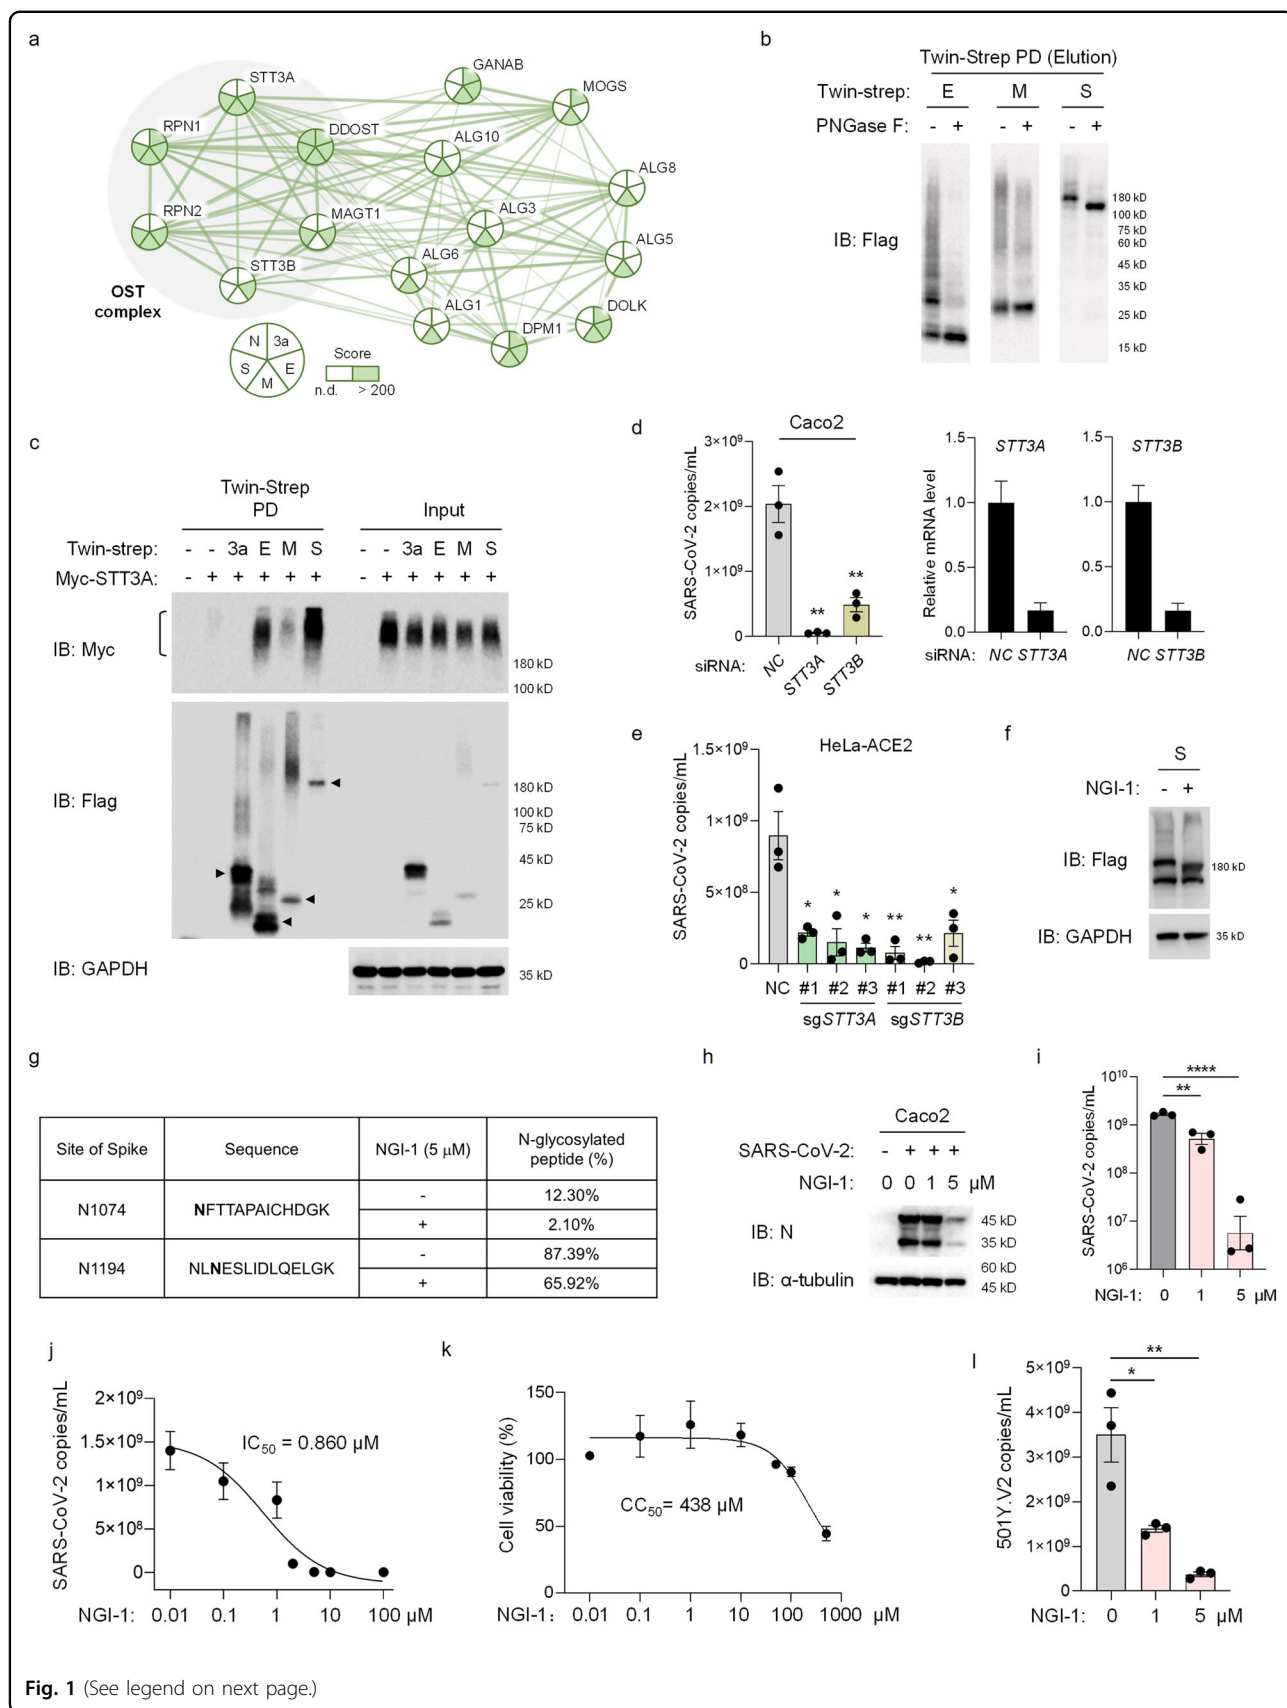 a
STT3A
GANAB
MOGS
RPN1
DDOST
ALG10
ALG8
RPN2
MAGT1
ALG3
ALG5
STT3B
ALG6
OST
complex
ALG1
DPM1
DOLK
N 3a
S E
M
Score
n.d. > 200
b
Twin-Strep PD (Elution)
Twin-strep: E M S
PNGase F: - + - + - +
IB: Flag
180 kD
100 kD
75 kD
60 kD
45 kD
35 kD
25 kD
15 kD
c
Twin-Strep
PD
Input
Twin-strep: - - 3a E M S - - 3a E M S
Myc-STT3A: - + + + + + - + + + + +
IB: Myc
180 kD
100 kD
IB: Flag
180 kD
100 kD
75 kD
45 kD
25 kD
IB: GAPDH
35 kD
d
Caco2
SARS-CoV-2 copies/mL
3×10⁹
2×10⁹
1×10⁹
0
**
**
siRNA: NC STT3A STT3B
Relative mRNA level
1.5
1.0
0.5
0.0
STT3A
1.5
1.0
0.5
0.0
STT3B
siRNA: NC STT3A NC STT3B
e
HeLa-ACE2
SARS-CoV-2 copies/mL
1.5×10⁹
1×10⁹
5×10⁸
0
* * * ** ** *
NC #1 #2 #3 #1 #2 #3
sgSTT3A sgSTT3B
f
S
NGI-1: - +
IB: Flag
180 kD
IB: GAPDH
35 kD
g
Site of Spike Sequence NGI-1 (5 μM) N-glycosylated
peptide (%)
N1074 NFTTAPAICHDGK - 12.30%
+ 2.10%
N1194 NLNESLIDLQELGK - 87.39%
+ 65.92%
h
Caco2
SARS-CoV-2: - + + +
NGI-1: 0 0 1 5 μM
IB: N
45 kD
35 kD
IB: α-tubulin
60 kD
45 kD
i
SARS-CoV-2 copies/mL
10¹⁰
10⁹
10⁸
10⁷
10⁶
****
**
NGI-1: 0 1 5 μM
j
SARS-CoV-2 copies/mL
2×10⁹
1.5×10⁹
1×10⁹
5×10⁸
0
IC₅₀ = 0.860 μM
NGI-1: 0.01 0.1 1 10 100 μM
k
Cell viability (%)
150
100
50
0
CC₅₀= 438 μM
NGI-1: 0.01 0.1 1 10 100 1000 μM
l
501Y.V2 copies/mL
5×10⁹
4×10⁹
3×10⁹
2×10⁹
1×10⁹
0
**
*
NGI-1: 0 1 5 μM
Fig. 1 (See legend on next page.)